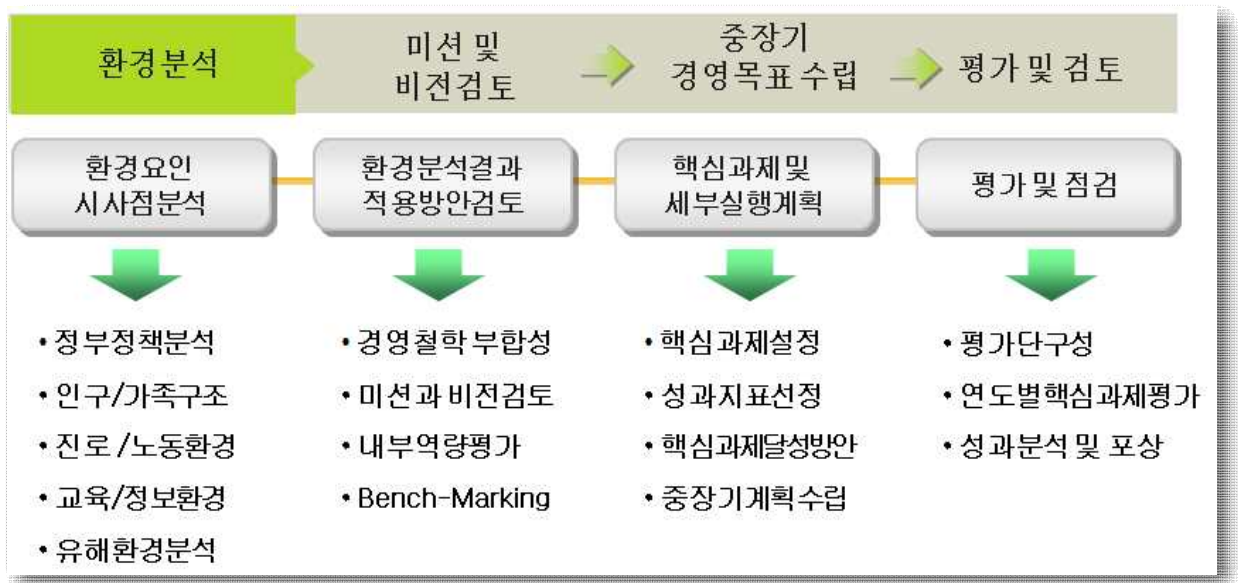 환경분석
미션 및
비전검토
중장기
경영목표 수립
평가 및 검토
환경요인
시사점분석
환경분석결과
적용방안검토
핵심과제 및
세부실행계획
평가 및 점검
• 정부정책분석
• 인구/가족구조
• 진로 /노동환경
• 교육/정보환경
• 유해환경분석
• 경영철학 부합성
• 미션과 비전검토
• 내부역량평가
• Bench-Marking
• 핵심과제설정
• 성과지표선정
• 핵심과제달성방안
• 중장기계획수립
• 평가단구성
• 연도별핵심과제평가
• 성과분석 및 포상